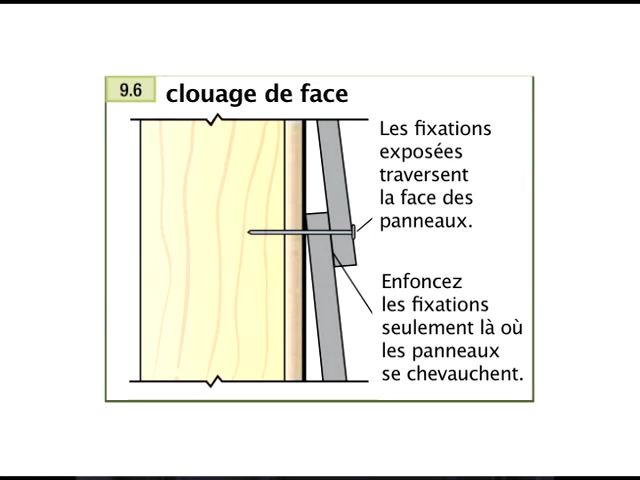 9.6 clouage de face
Les fixations
exposées
traversent
la face des
panneaux.
Enfoncez
les fixations
seulement là où
les panneaux
se chevauchent.